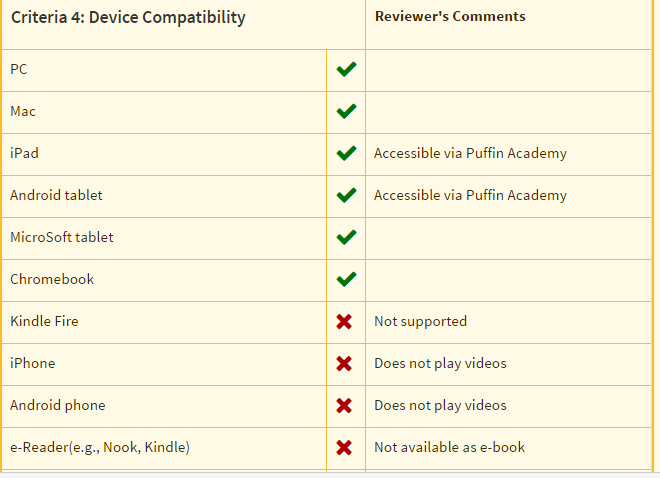 Criteria 4: Device Compatibility
Reviewer's Comments
PC
Mac
iPad
Accessible via Puffin Academy
Android tablet
Accessible via Puffin Academy
MicroSoft tablet
Chromebook
Kindle Fire
Not supported
iPhone
Does not play videos
Android phone
Does not play videos
e-Reader(e.g., Nook, Kindle)
Not available as e-book